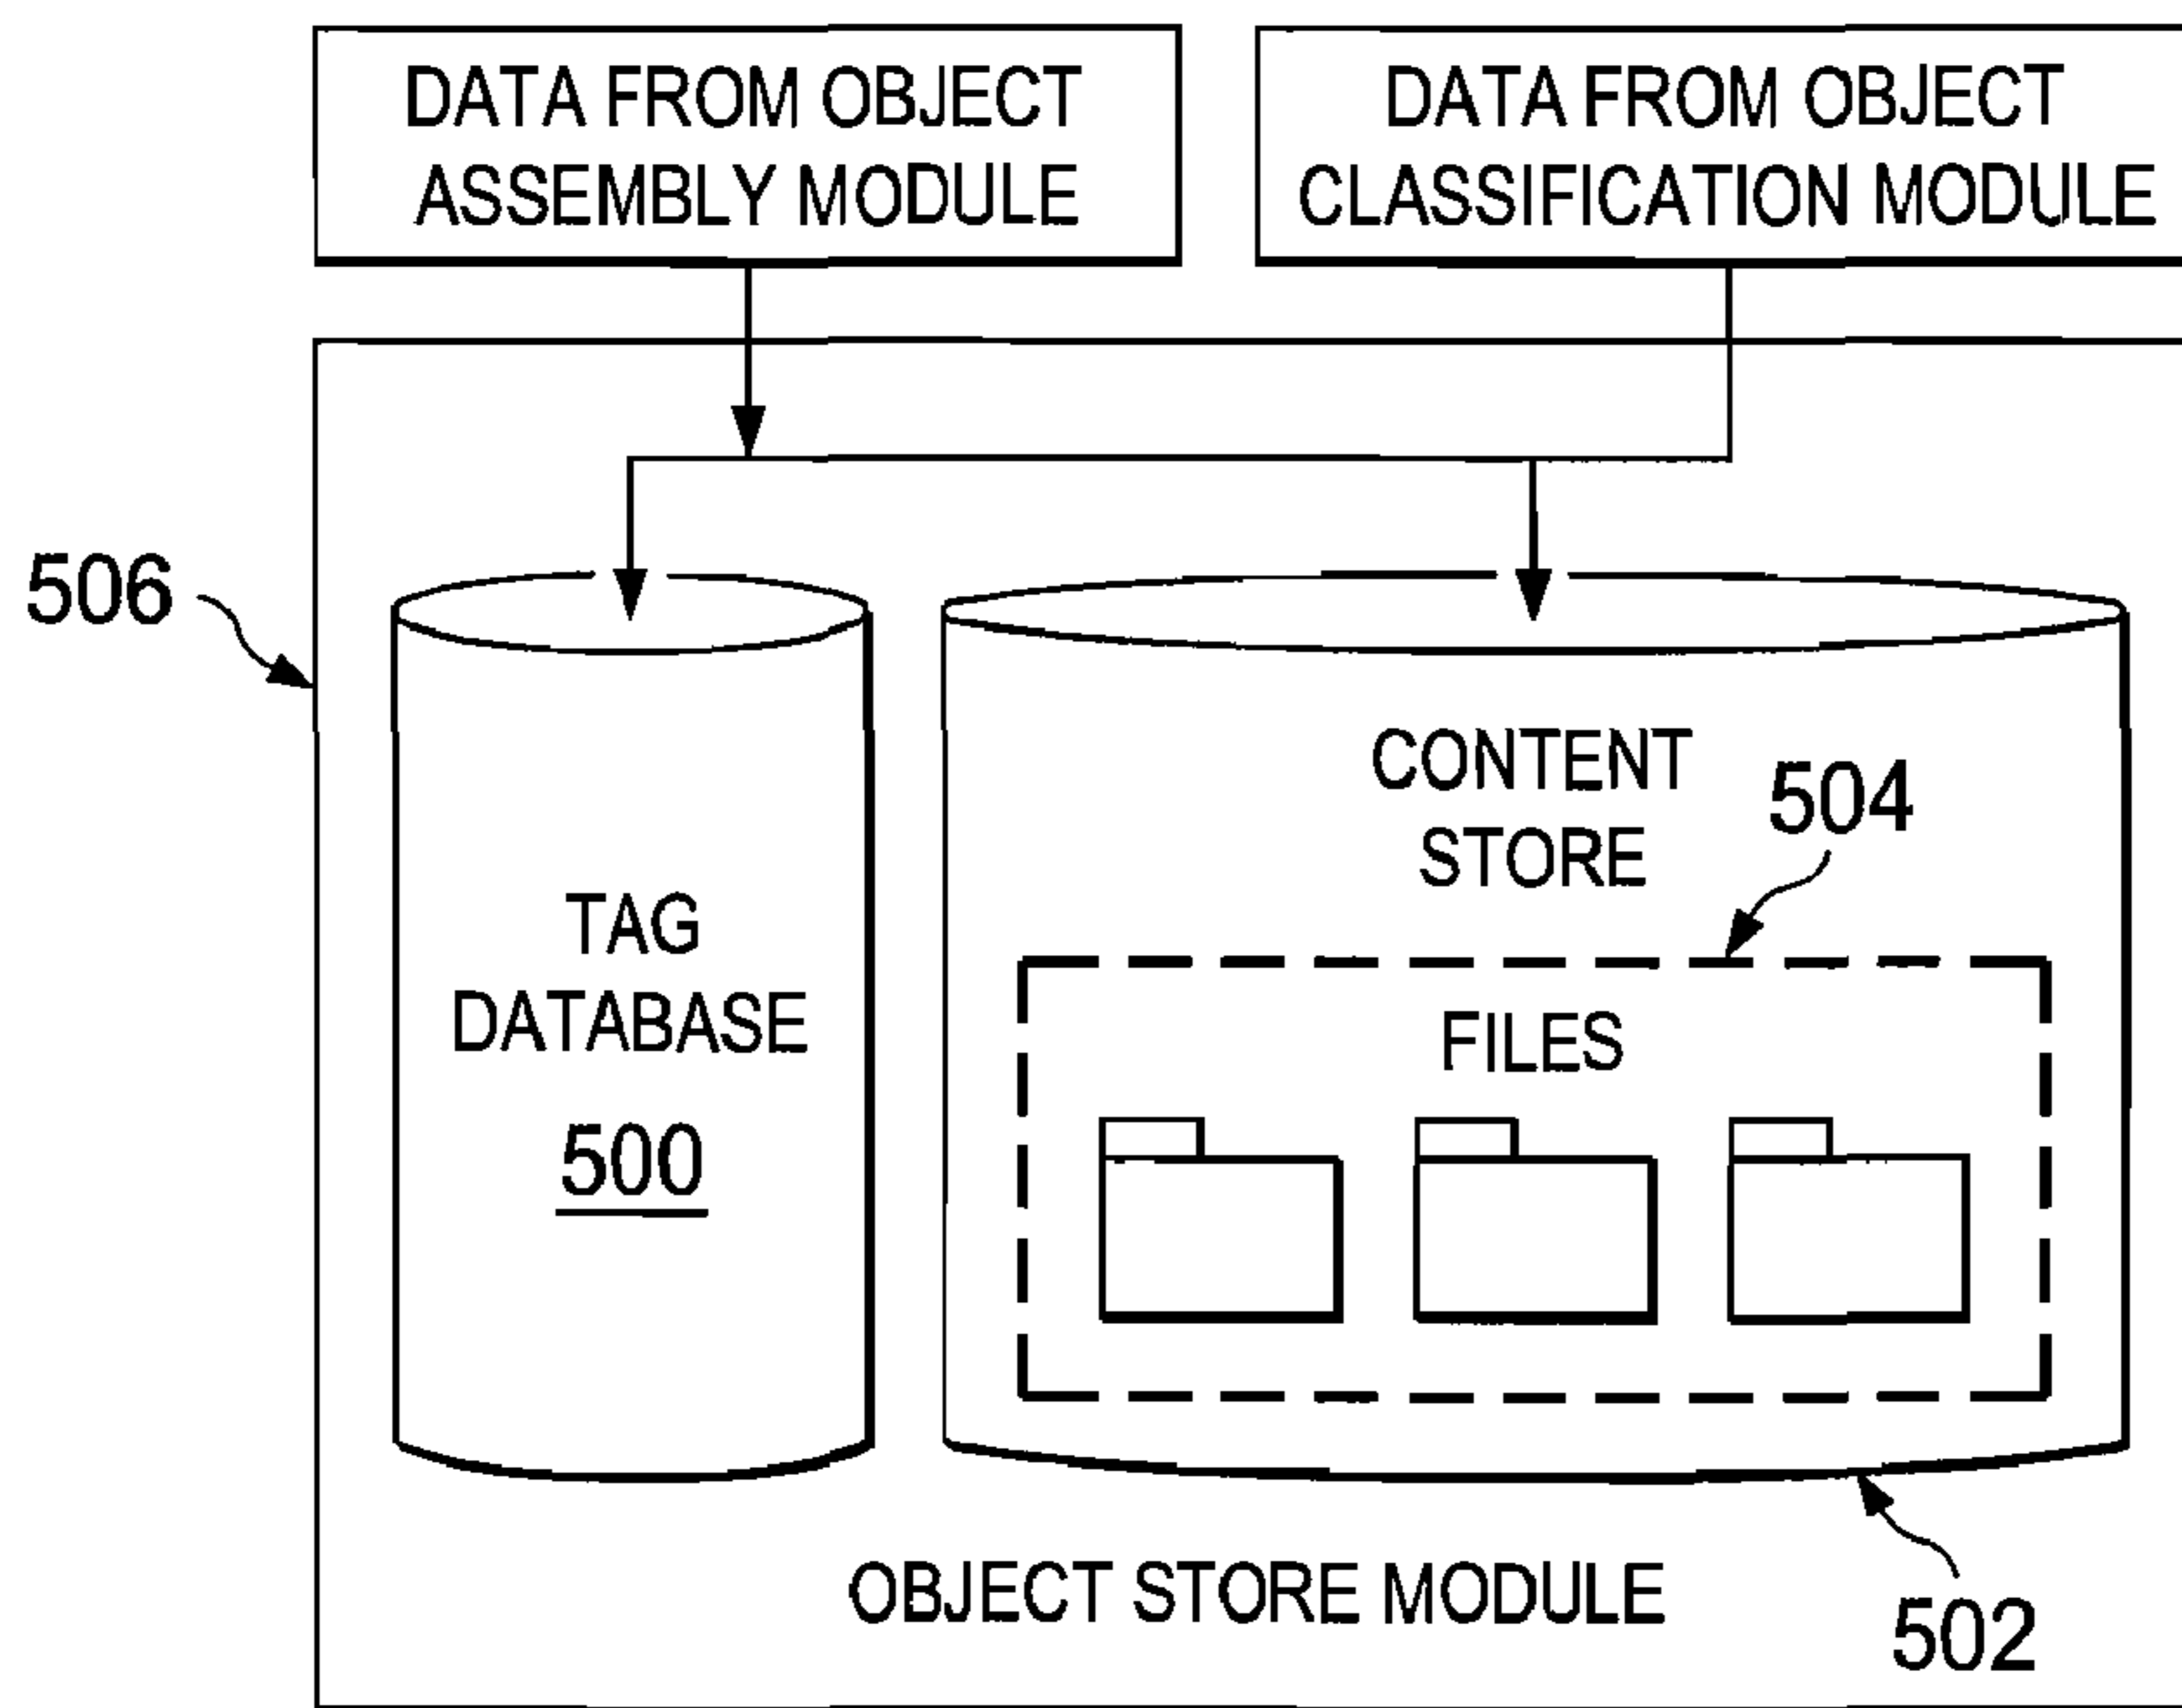 DATA FROM OBJECT
ASSEMBLY MODULE
DATA FROM OBJECT
CLASSIFICATION MODULE
506
CONTENT
STORE
504
TAG
DATABASE
500
FILES
OBJECT STORE MODULE
502